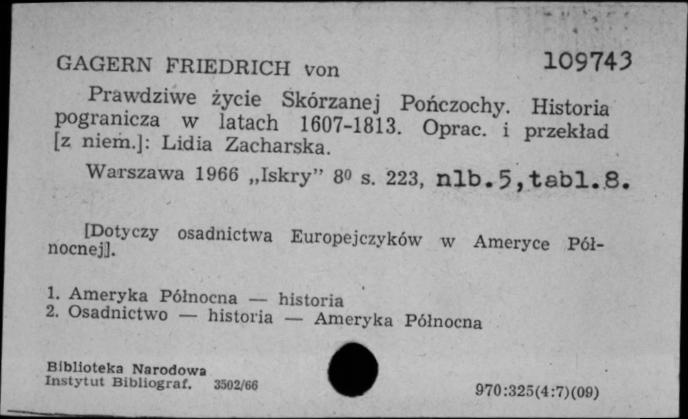 GAGERN FRIEDRICH von 109743
Prawdziwe życie Skórzanej Pończochy. Historia
pogranicza w latach 1607-1813. Oprac. i przekład
[z niem.]: Lidia Zacharska.
Warszawa 1966 „Iskry” 8⁰ s. 223, nlb.5,tabl.8.
[Dotyczy osadnictwa Europejczyków w Ameryce Pół-
nocnej].
1. Ameryka Północna — historia
2. Osadnictwo — historia — Ameryka Północna
Biblioteka Narodowa
Instytut Bibliograf. 3502/66 970:325(4:7)(09)